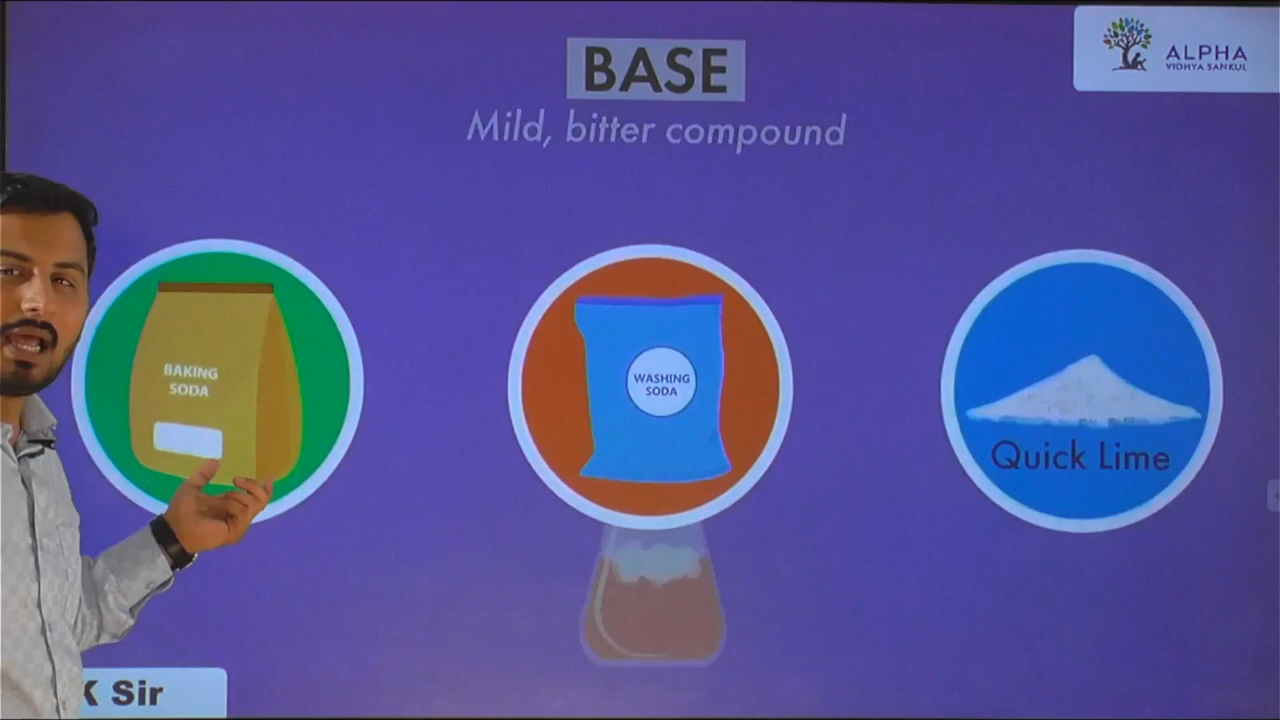 BASE
Mild, bitter compound
ALPHA
VIDHYA SANKUL
BAKING
SODA
WASHING
SODA
Quick Lime
K Sir